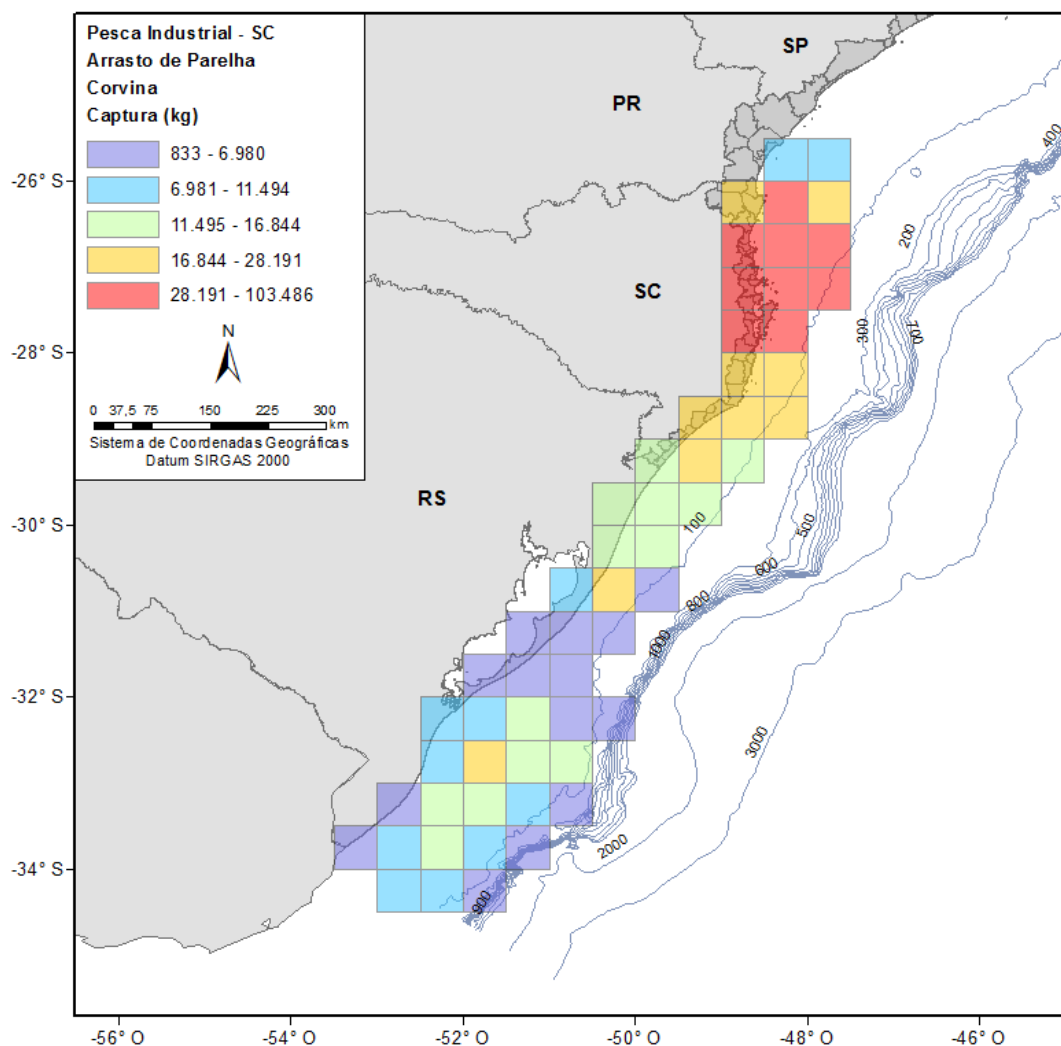 Pesca Industrial - SC
Arrasto de Parelha
Corvina
Captura (kg)
833 - 6.980
6.981 - 11.494
11.495 - 16.844
16.844 - 28.191
28.191 - 103.486
N
0 37,5 75 150 225 300
km
Sistema de Coordenadas Geográficas
Datum SIRGAS 2000
SP
PR
SC
RS
400
200
300
700
100
500
600
800
1000
3000
2000
900
-26° S
-28° S
-30° S
-32° S
-34° S
-56° O
-54° O
-52° O
-50° O
-48° O
-46° O